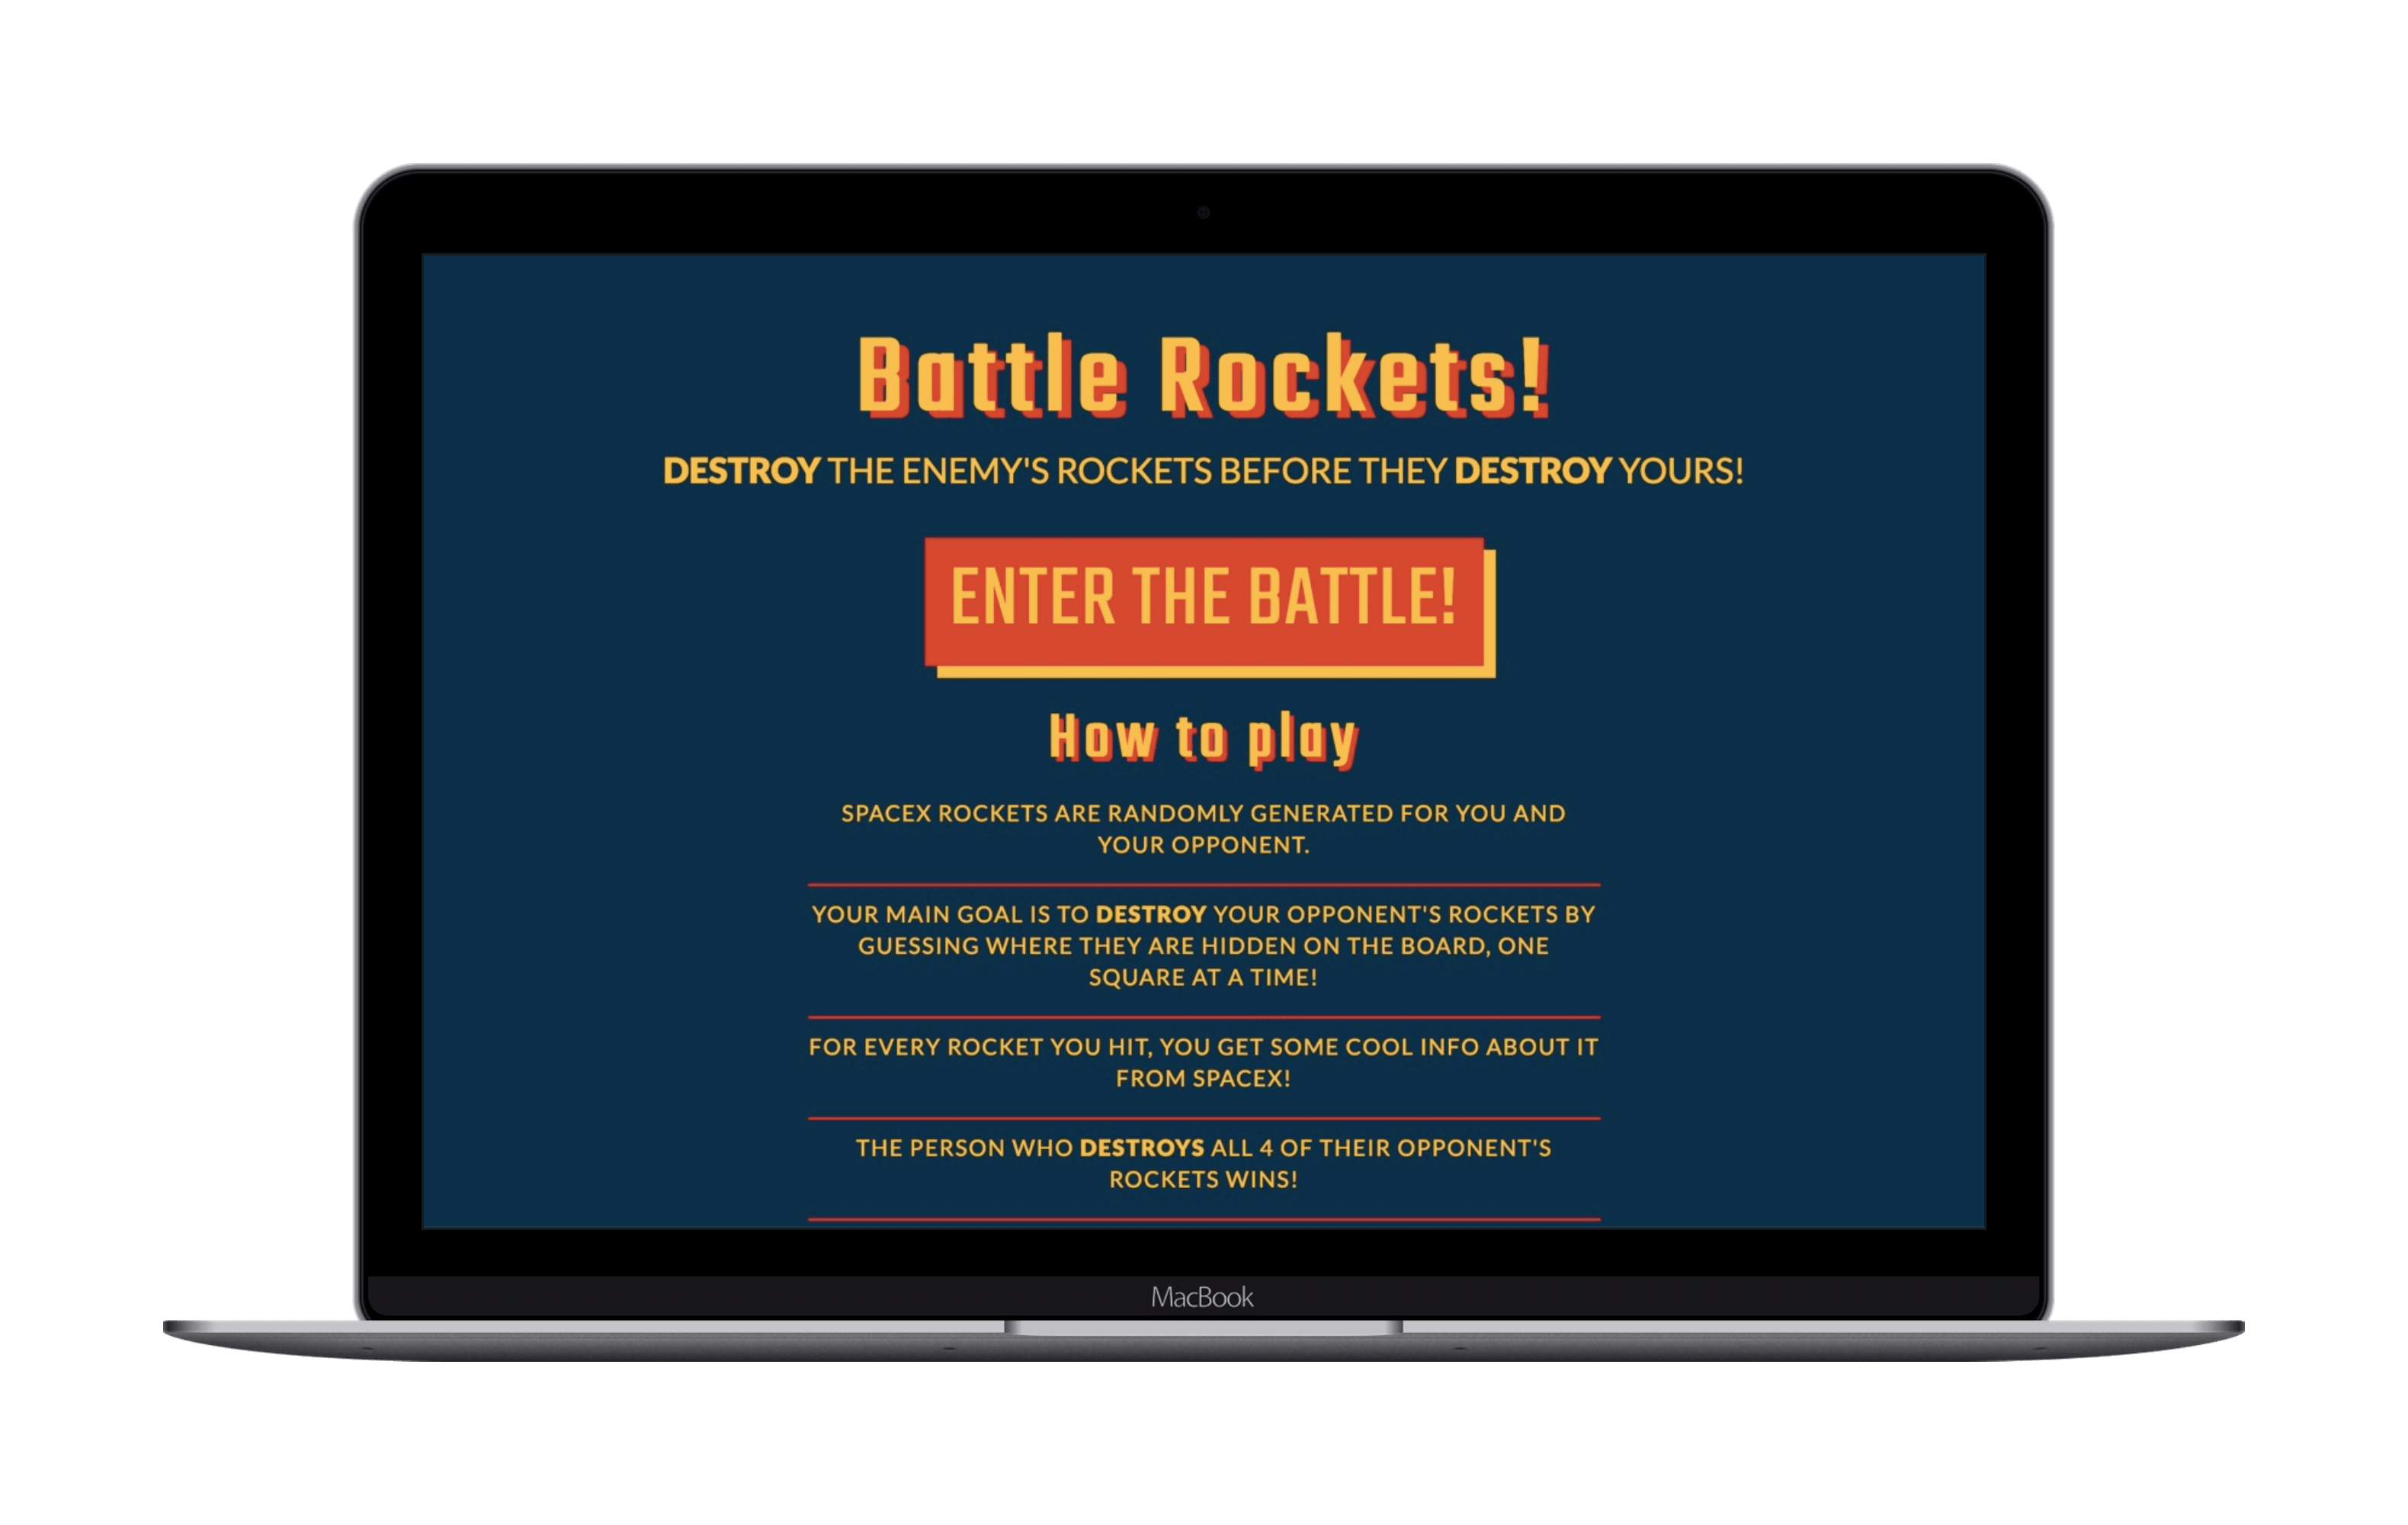 Battle Rockets!
DESTROY THE ENEMY'S ROCKETS BEFORE THEY DESTROY YOURS!
ENTER THE BATTLE!
How to play
SPACEX ROCKETS ARE RANDOMLY GENERATED FOR YOU AND
YOUR OPPONENT.
YOUR MAIN GOAL IS TO DESTROY YOUR OPPONENT'S ROCKETS BY
GUESSING WHERE THEY ARE HIDDEN ON THE BOARD, ONE
SQUARE AT A TIME!
FOR EVERY ROCKET YOU HIT, YOU GET SOME COOL INFO ABOUT IT
FROM SPACEX!
THE PERSON WHO DESTROYS ALL 4 OF THEIR OPPONENT'S
ROCKETS WINS!
MacBook